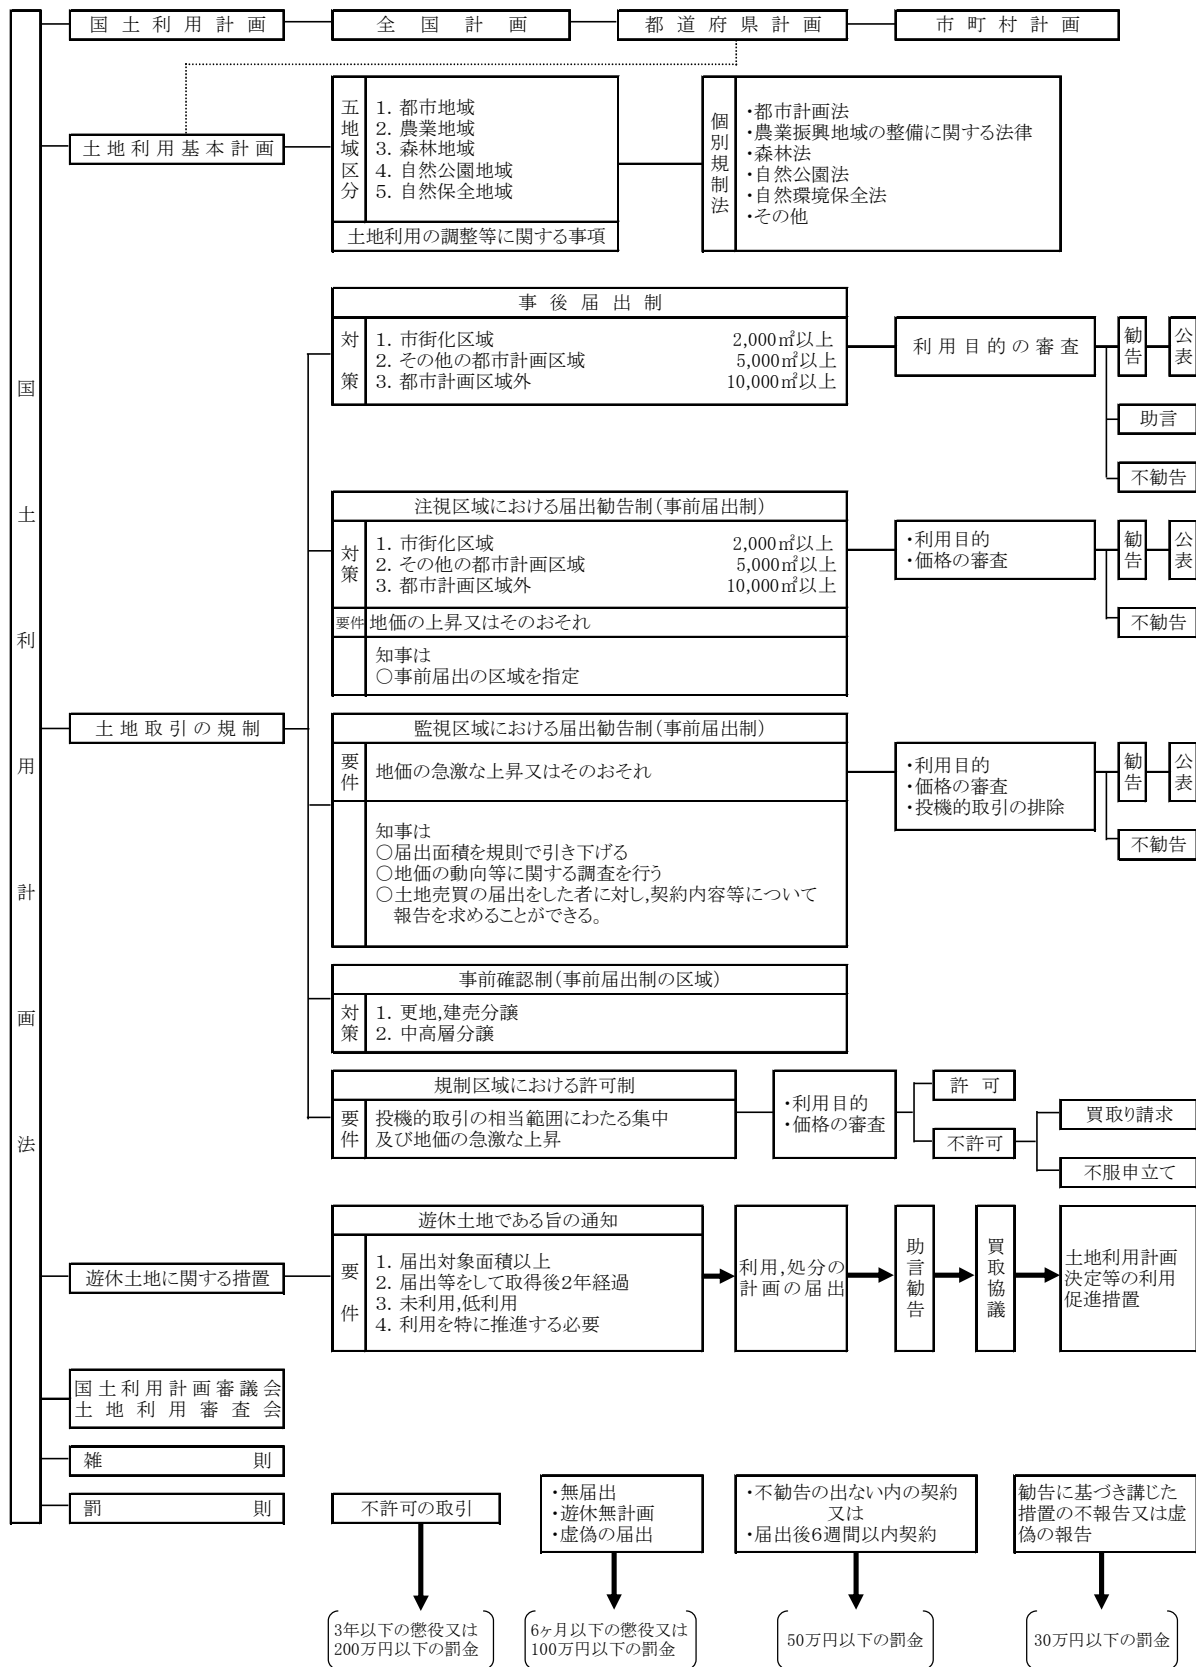 国土利用計画法
国土利用計画
全国計画
都道府県計画
市町村計画
土地利用基本計画
五地域区分
1. 都市地域
2. 農業地域
3. 森林地域
4. 自然公園地域
5. 自然保全地域
土地利用の調整等に関する事項
個別規制法
・都市計画法
・農業振興地域の整備に関する法律
・森林法
・自然公園法
・自然環境保全法
・その他
土地取引の規制
事後届出制
対策
1. 市街化区域 2,000㎡以上
2. その他の都市計画区域 5,000㎡以上
3. 都市計画区域外 10,000㎡以上
利用目的の審査
勧告
公表
助言
不勧告
注視区域における届出勧告制(事前届出制)
対策
1. 市街化区域 2,000㎡以上
2. その他の都市計画区域 5,000㎡以上
3. 都市計画区域外 10,000㎡以上
要件 地価の上昇又はそのおそれ
知事は
○事前届出の区域を指定
・利用目的
・価格の審査
勧告
公表
不勧告
監視区域における届出勧告制(事前届出制)
要件
地価の急激な上昇又はそのおそれ
知事は
○届出面積を規則で引き下げる
○地価の動向等に関する調査を行う
○土地売買の届出をした者に対し,契約内容等について
報告を求めることができる。
・利用目的
・価格の審査
・投機的取引の排除
勧告
公表
不勧告
事前確認制(事前届出制の区域)
対策
1. 更地,建売分譲
2. 中高層分譲
規制区域における許可制
要件
投機的取引の相当範囲にわたる集中
及び地価の急激な上昇
・利用目的
・価格の審査
許可
不許可
買取り請求
不服申立て
遊休土地に関する措置
遊休土地である旨の通知
要件
1. 届出対象面積以上
2. 届出等をして取得後2年経過
3. 未利用,低利用
4. 利用を特に推進する必要
利用,処分の
計画の届出
助言勧告
買取協議
土地利用計画
決定等の利用
促進措置
国土利用計画審議会
土地利用審査会
雑則
罰則
不許可の取引
・無届出
・遊休無計画
・虚偽の届出
・不勧告の出ない内の契約
又は
・届出後6週間以内契約
勧告に基づき講じた
措置の不報告又は虚
偽の報告
3年以下の懲役又は
200万円以下の罰金
6ヶ月以下の懲役又は
100万円以下の罰金
50万円以下の罰金
30万円以下の罰金